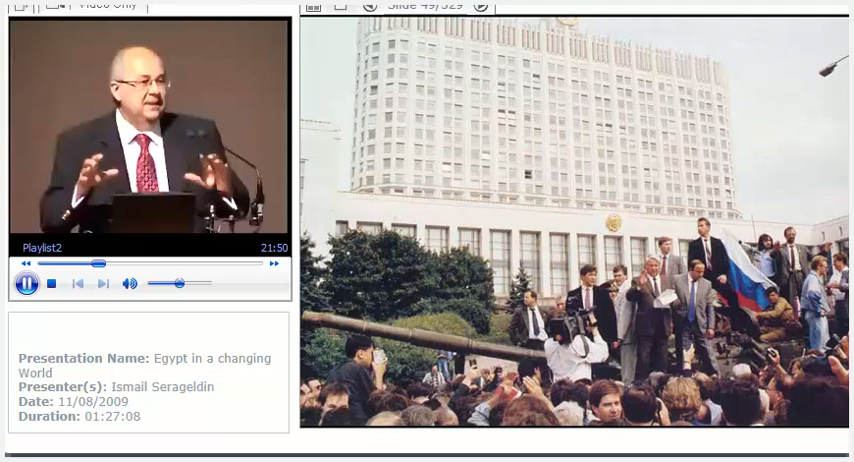 Video Only
Slide 49/329
Playlist2
21:50
Presentation Name: Egypt in a changing
World
Presenter(s): Ismail Serageldin
Date: 11/08/2009
Duration: 01:27:08